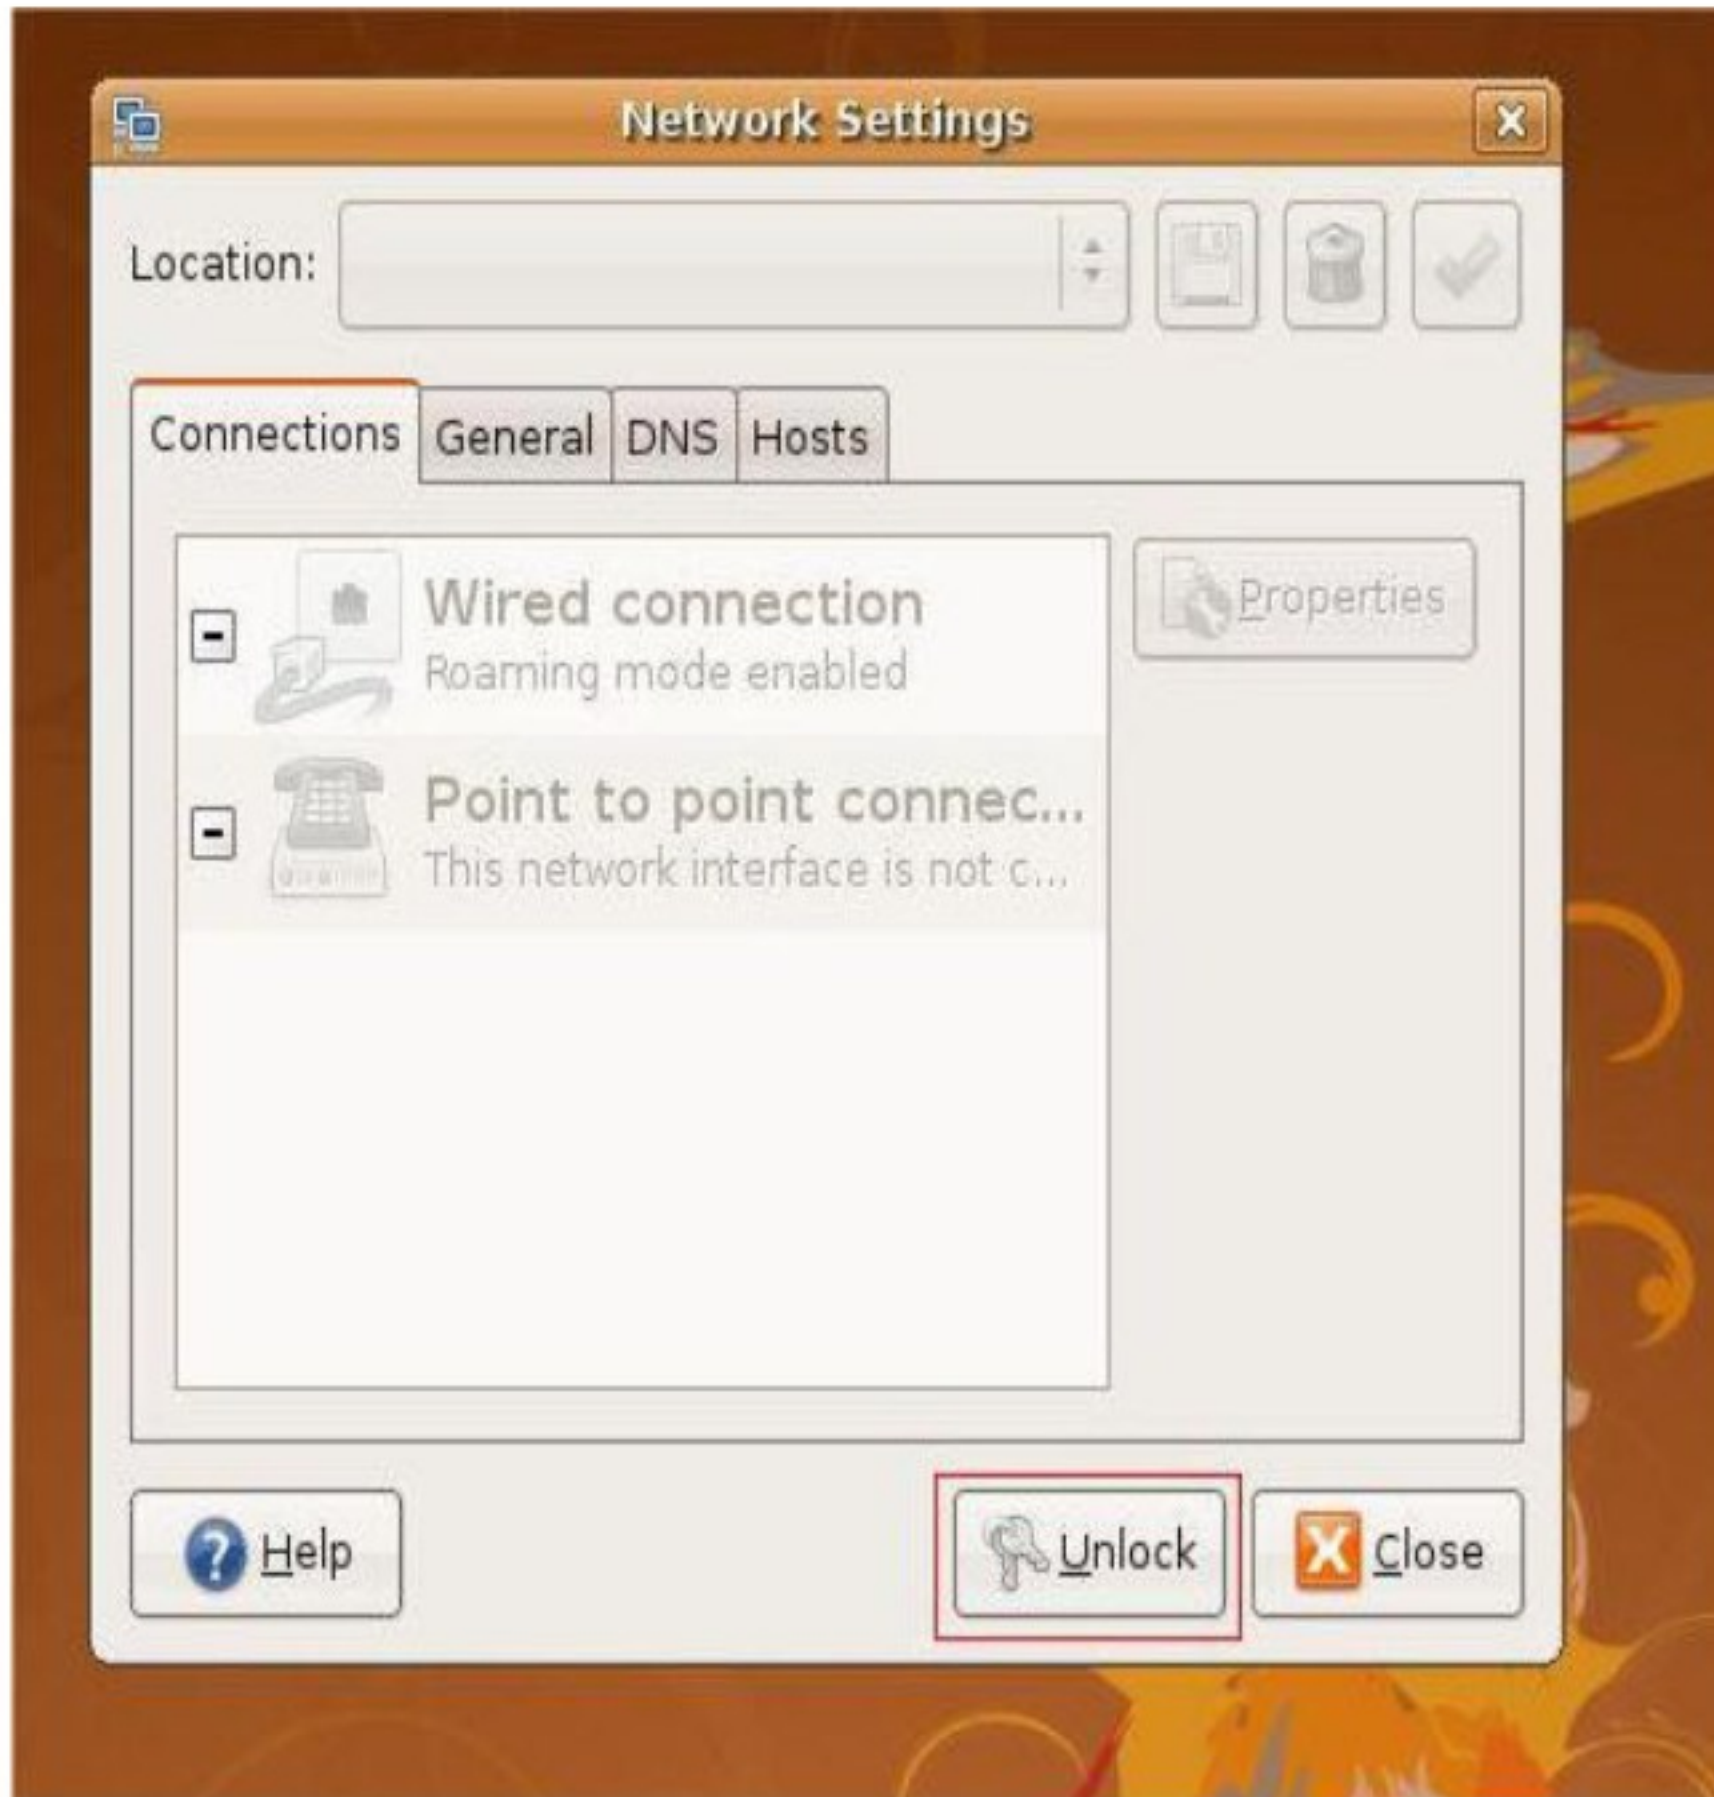 Network Settings
Location:
Connections General DNS Hosts
Wired connection
Roaming mode enabled
Properties
Point to point connec...
This network interface is not c...
Help
Unlock
Close